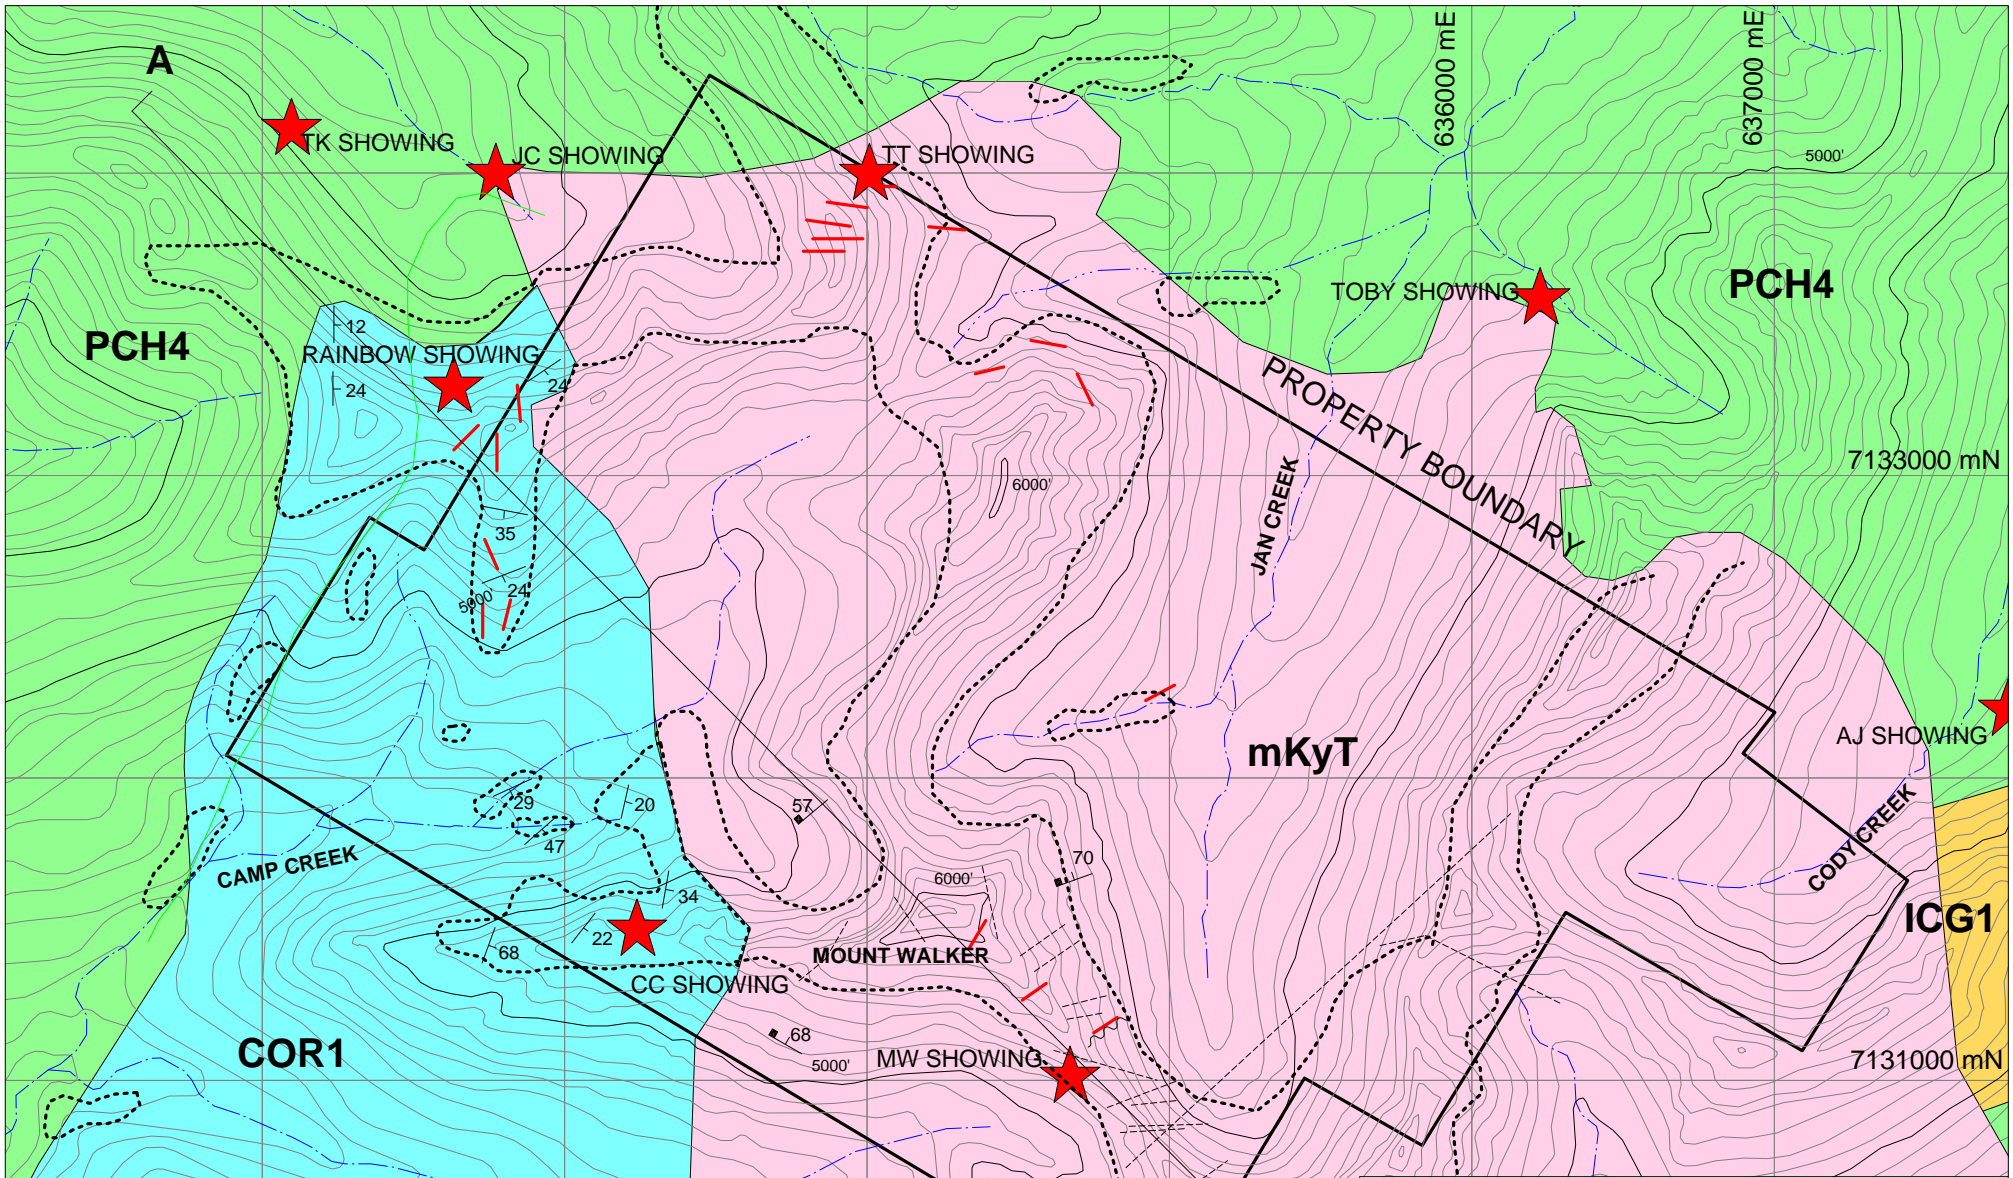 A
636000 mE
637000 mE
TK SHOWING
JC SHOWING
TT SHOWING
5000'
TOBY SHOWING
PCH4
PCH4
12
RAINBOW SHOWING
24
24
PROPERTY BOUNDARY
7133000 mN
6000'
35
JAN CREEK
24
5000'
mKyT
AJ SHOWING
29
20
57
47
CAMP CREEK
CODY CREEK
70
6000'
34
22
68
ICG1
MOUNT WALKER
CC SHOWING
68
COR1
5000'
MW SHOWING
7131000 mN